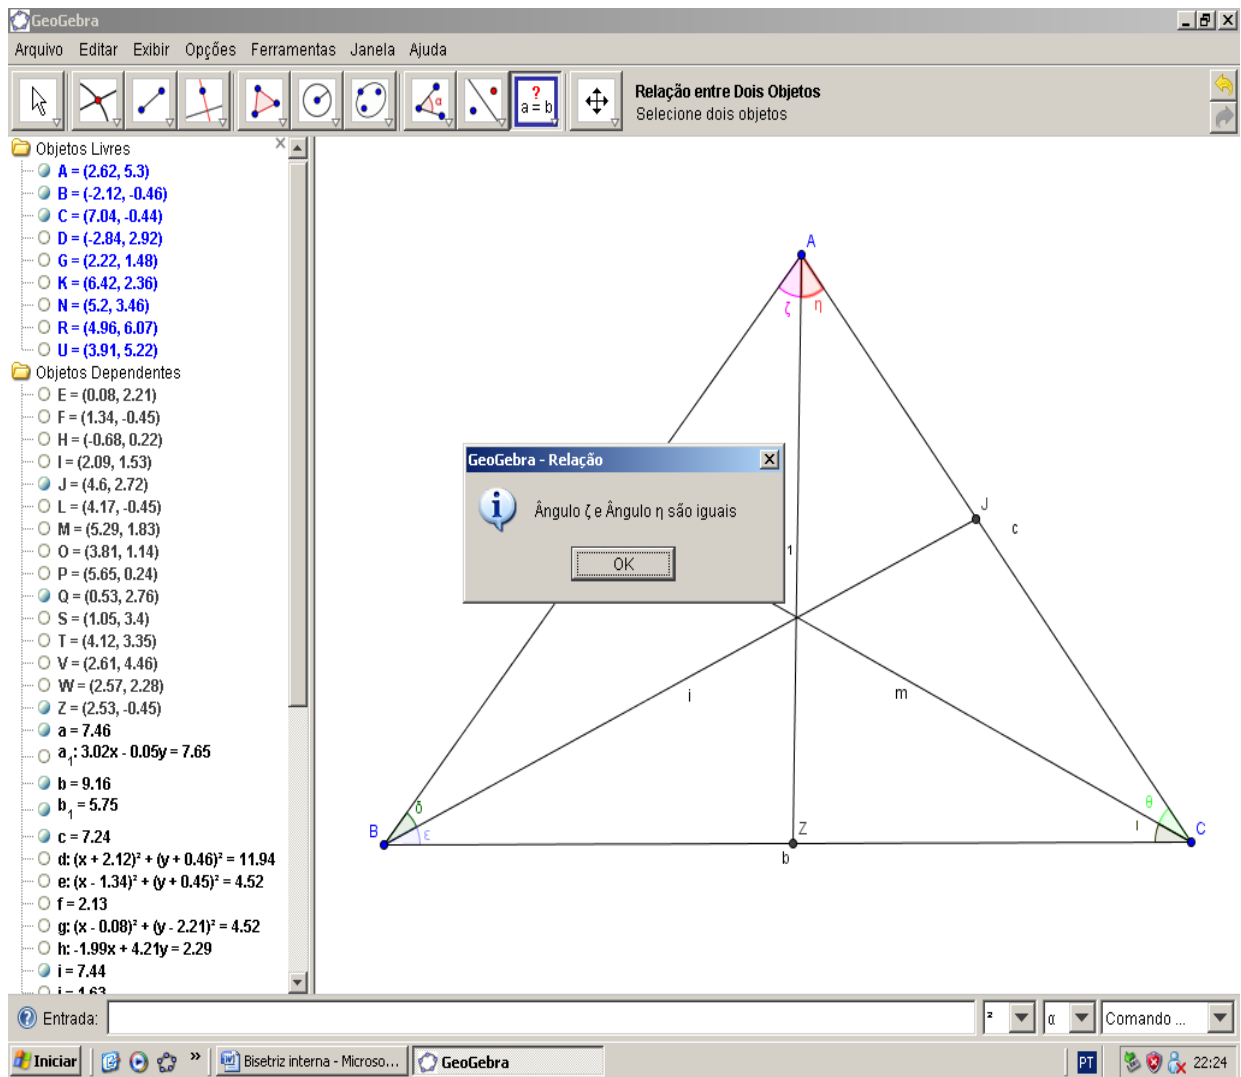 GeoGebra
Arquivo Editar Exibir Opções Ferramentas Janela Ajuda
α ? a = b
Relação entre Dois Objetos
Selecione dois objetos
Objetos Livres
A = (2.62, 5.3)
B = (-2.12, -0.46)
C = (7.04, -0.44)
D = (-2.84, 2.92)
G = (2.22, 1.48)
K = (6.42, 2.36)
N = (5.2, 3.46)
R = (4.96, 6.07)
U = (3.91, 5.22)
Objetos Dependentes
E = (0.08, 2.21)
F = (1.34, -0.45)
H = (-0.68, 0.22)
I = (2.09, 1.53)
J = (4.6, 2.72)
L = (4.17, -0.45)
M = (5.29, 1.83)
O = (3.81, 1.14)
P = (5.65, 0.24)
Q = (0.53, 2.76)
S = (1.05, 3.4)
T = (4.12, 3.35)
V = (2.61, 4.46)
W = (2.57, 2.28)
Z = (2.53, -0.45)
a = 7.46
a₁: 3.02x - 0.05y = 7.65
b = 9.16
b₁ = 5.75
c = 7.24
d: (x + 2.12)² + (y + 0.46)² = 11.94
e: (x - 1.34)² + (y + 0.45)² = 4.52
f = 2.13
g: (x - 0.08)² + (y - 2.21)² = 4.52
h: -1.99x + 4.21y = 2.29
i = 7.44
j = 1.63
A
ζ η
GeoGebra - Relação
Ângulo ζ e Ângulo η são iguais
OK
1
J
c
i
m
δ
ε
B
θ
ι
C
Z
b
Entrada:
² α Comando ...
Iniciar » Bisetriz interna - Microso... GeoGebra PT 22:24